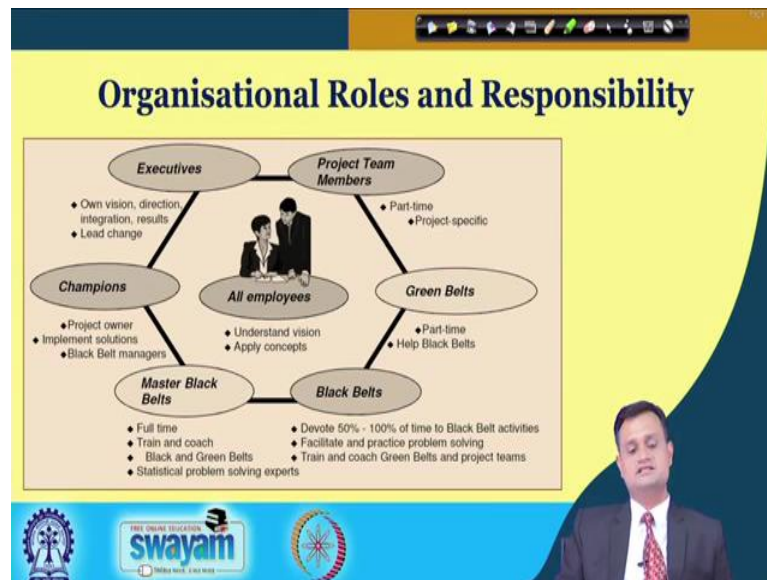 Organisational Roles and Responsibility
Executives
◆ Own vision, direction,
integration, results
◆ Lead change
Project Team
Members
◆ Part-time
◆ Project-specific
Champions
◆ Project owner
◆ Implement solutions
◆ Black Belt managers
All employees
◆ Understand vision
◆ Apply concepts
Green Belts
◆ Part-time
◆ Help Black Belts
Master Black
Belts
◆ Full time
◆ Train and coach
◆ Black and Green Belts
◆ Statistical problem solving experts
Black Belts
◆ Devote 50% - 100% of time to Black Belt activities
◆ Facilitate and practice problem solving
◆ Train and coach Green Belts and project teams
FREE ONLINE EDUCATION
swayam